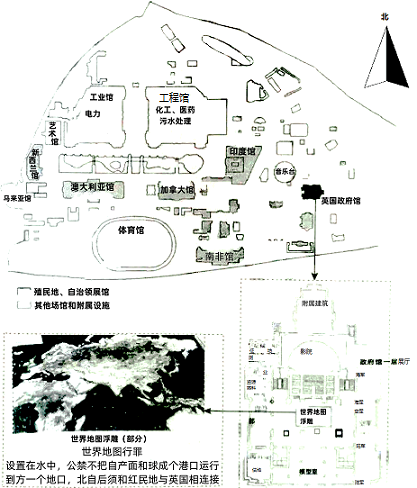 北
工业馆
电力
工程馆
化工、医药
污水处理
艺术馆
新西兰馆
印度馆
音乐台
马来亚馆
澳大利亚馆
加拿大馆
英国政府馆
体育馆
南非馆
殖民地、自治领展馆
其他场馆和附属设施
附属建筑
影院
政府馆一层展厅
世界地图
浮雕
模型室
世界地图浮雕（部分）
世界地图行罪
设置在水中，公禁不把自产面和球成个港口运行
到方一个地口，北自后须和红民地与英国相连接